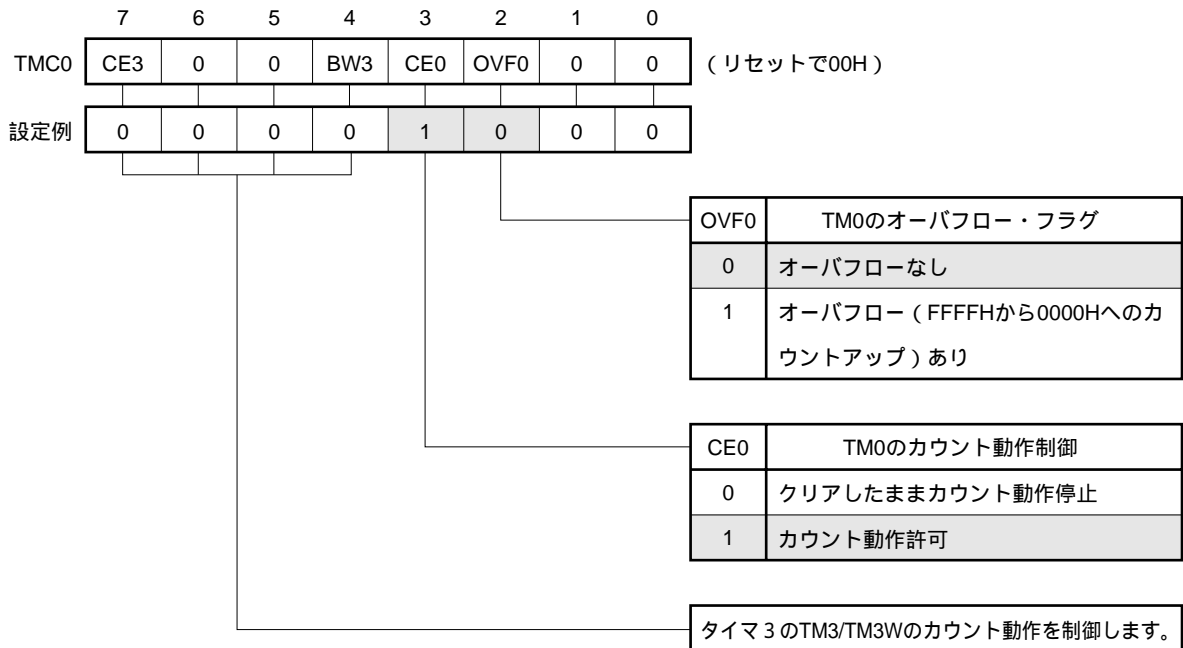 7 6 5 4 3 2 1 0
TMC0 CE3 0 0 BW3 CE0 OVF0 0 0 （リセットで00H）
設定例 0 0 0 0 1 0 0 0
OVF0 TM0のオーバフロー・フラグ
0 オーバフローなし
1 オーバフロー（FFFFHから0000Hへのカ
ウントアップ）あり
CE0 TM0のカウント動作制御
0 クリアしたままカウント動作停止
1 カウント動作許可
タイマ3のTM3/TM3Wのカウント動作を制御します。